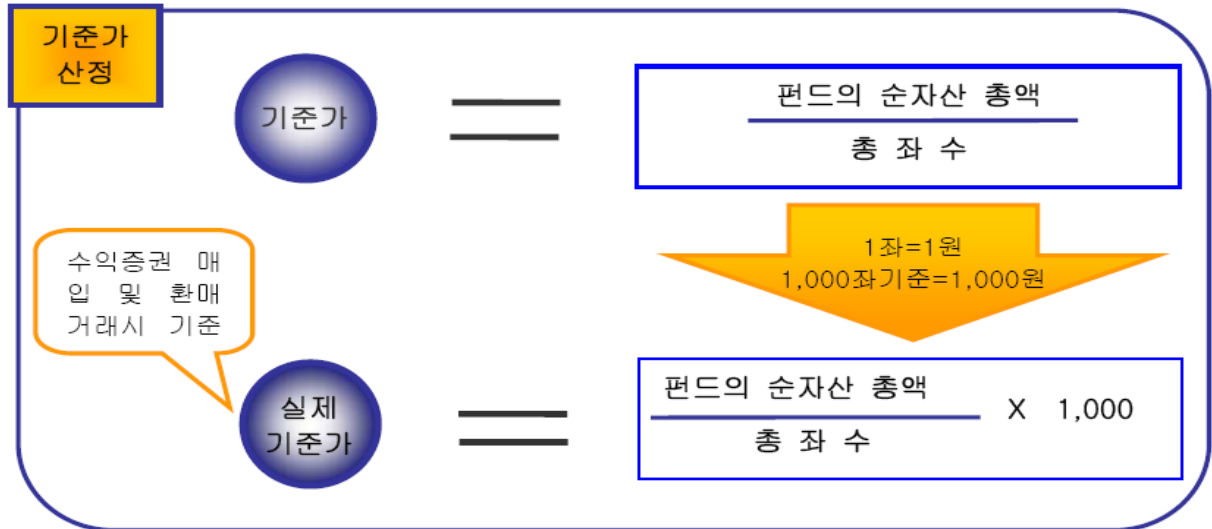 기준가
산정
기준가
펀드의 순자산 총액
총 좌 수
1좌=1원
1,000좌기준=1,000원
수익증권 매
입 및 환매
거래시 기준
실제
기준가
펀드의 순자산 총액
총 좌 수
X 1,000